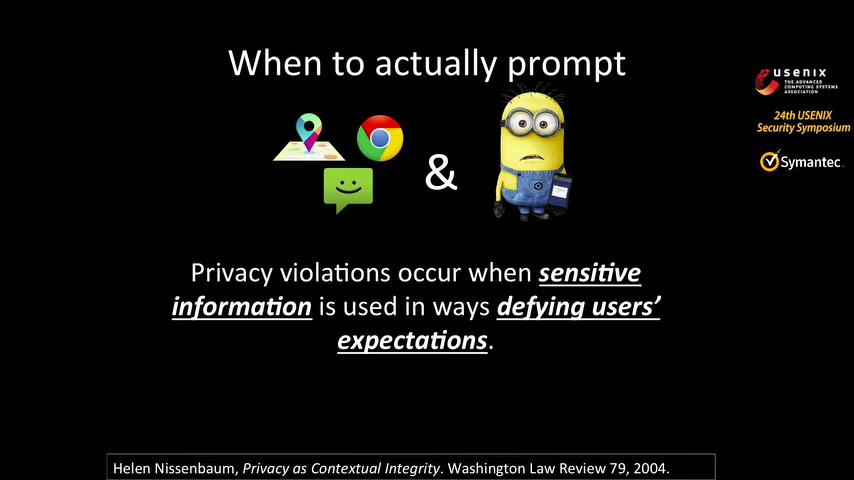 When to actually prompt
&
Privacy violations occur when sensitive
information is used in ways defying users’
expectations.
Helen Nissenbaum, Privacy as Contextual Integrity. Washington Law Review 79, 2004.
usenix
THE ADVANCED
COMPUTING SYSTEMS
ASSOCIATION
24th USENIX
Security Symposium
Symantec